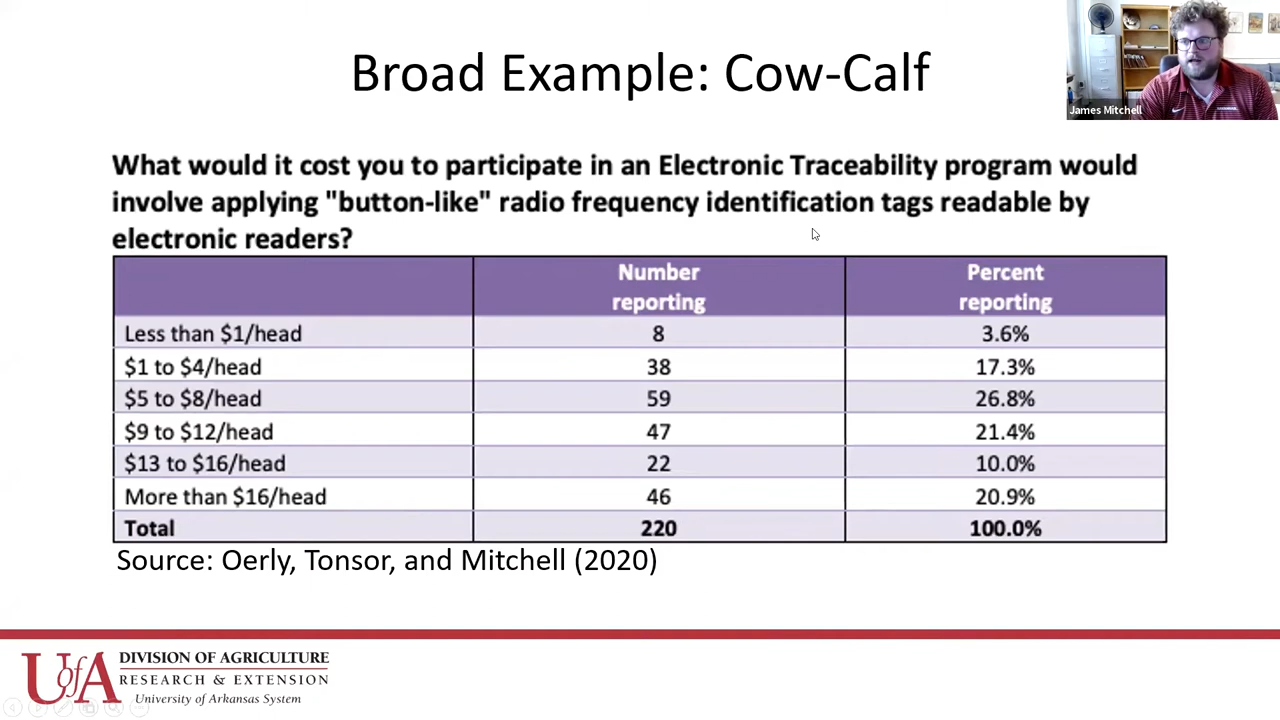 Broad Example: Cow-Calf
James Mitchell
What would it cost you to participate in an Electronic Traceability program would
involve applying "button-like" radio frequency identification tags readable by
electronic readers?
Number reporting Percent reporting
Less than $1/head 8 3.6%
$1 to $4/head 38 17.3%
$5 to $8/head 59 26.8%
$9 to $12/head 47 21.4%
$13 to $16/head 22 10.0%
More than $16/head 46 20.9%
Total 220 100.0%
Source: Oerly, Tonsor, and Mitchell (2020)
UofA
DIVISION OF AGRICULTURE
RESEARCH & EXTENSION
University of Arkansas System